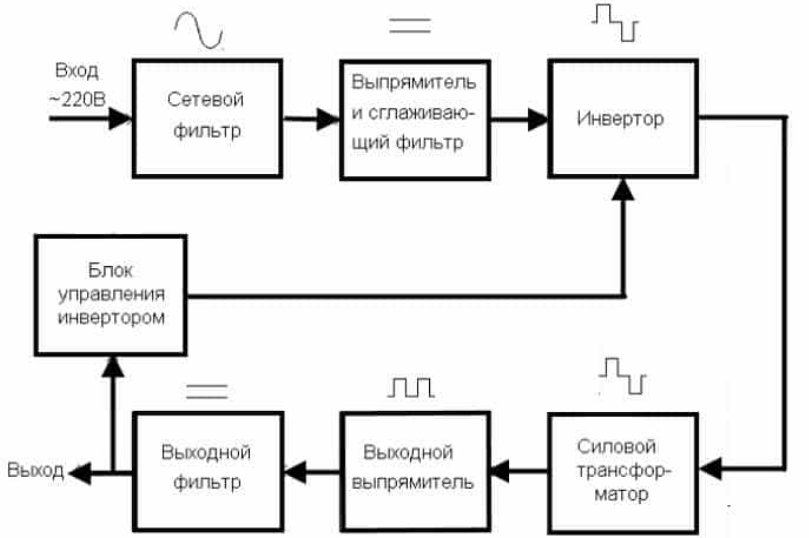 Вход
~220В
Сетевой
фильтр
Выпрямитель
и сглаживаю-
щий фильтр
Инвертор
Блок
управления
инвертором
Выход
Выходной
фильтр
Выходной
выпрямитель
Силовой
трансфор-
матор